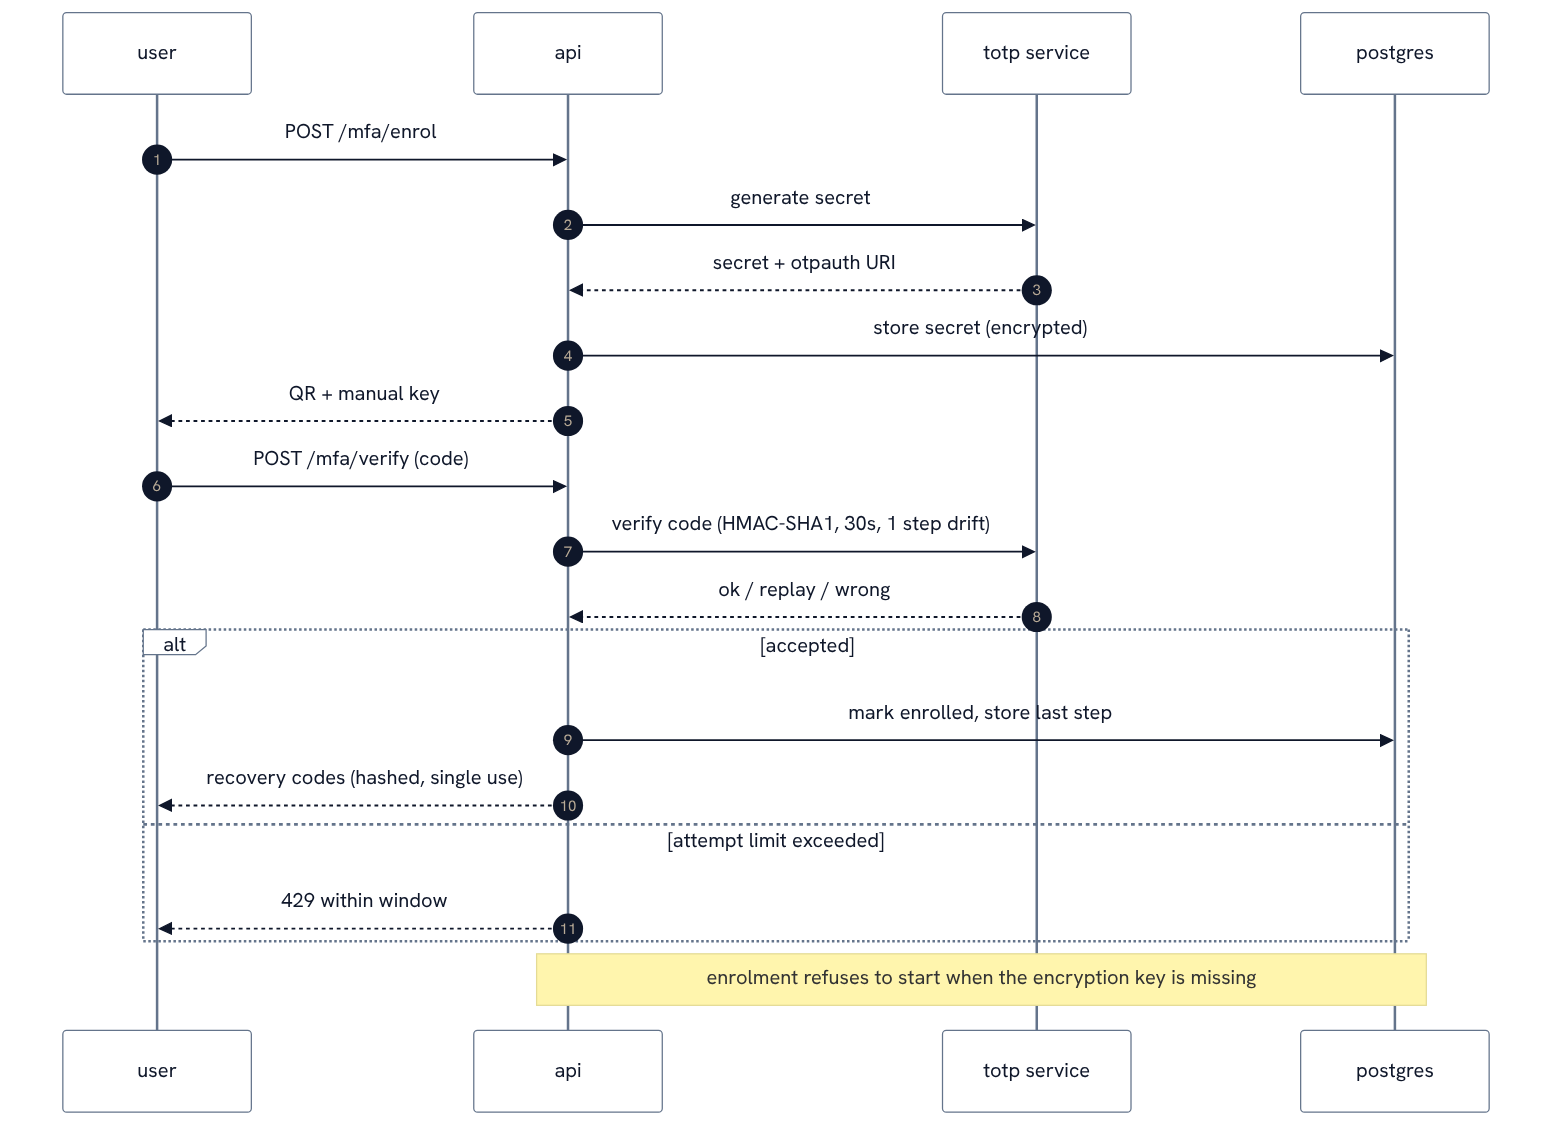 user
api
totp service
postgres
POST /mfa/enrol
1
generate secret
2
secret + otpauth URI
3
store secret (encrypted)
4
QR + manual key
5
POST /mfa/verify (code)
6
verify code (HMAC-SHA1, 30s, 1 step drift)
7
ok / replay / wrong
8
alt
[accepted]
mark enrolled, store last step
9
recovery codes (hashed, single use)
10
[attempt limit exceeded]
429 within window
11
enrolment refuses to start when the encryption key is missing
user
api
totp service
postgres